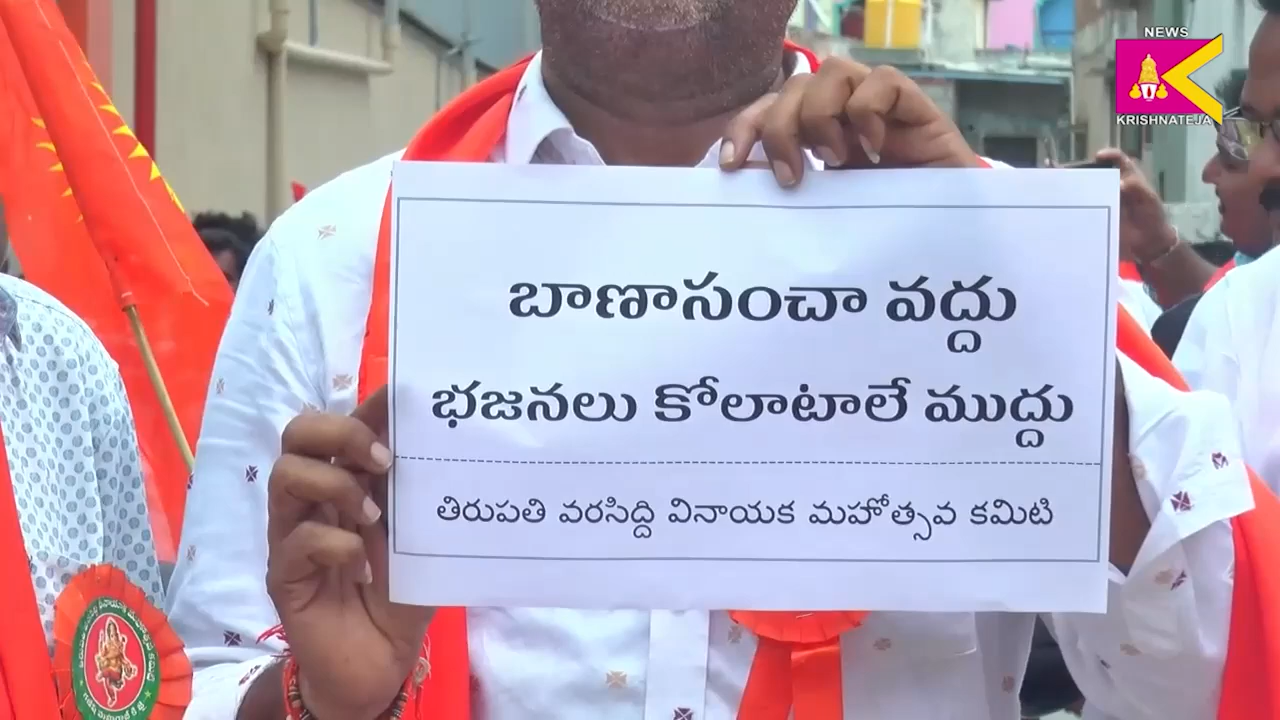 NEWS
KRISHNATEJA
బాణాసంచా వద్దు
భజనలు కోలాటాలే ముద్దు
తిరుపతి వరసిద్ది వినాయక మహోత్సవ కమిటి